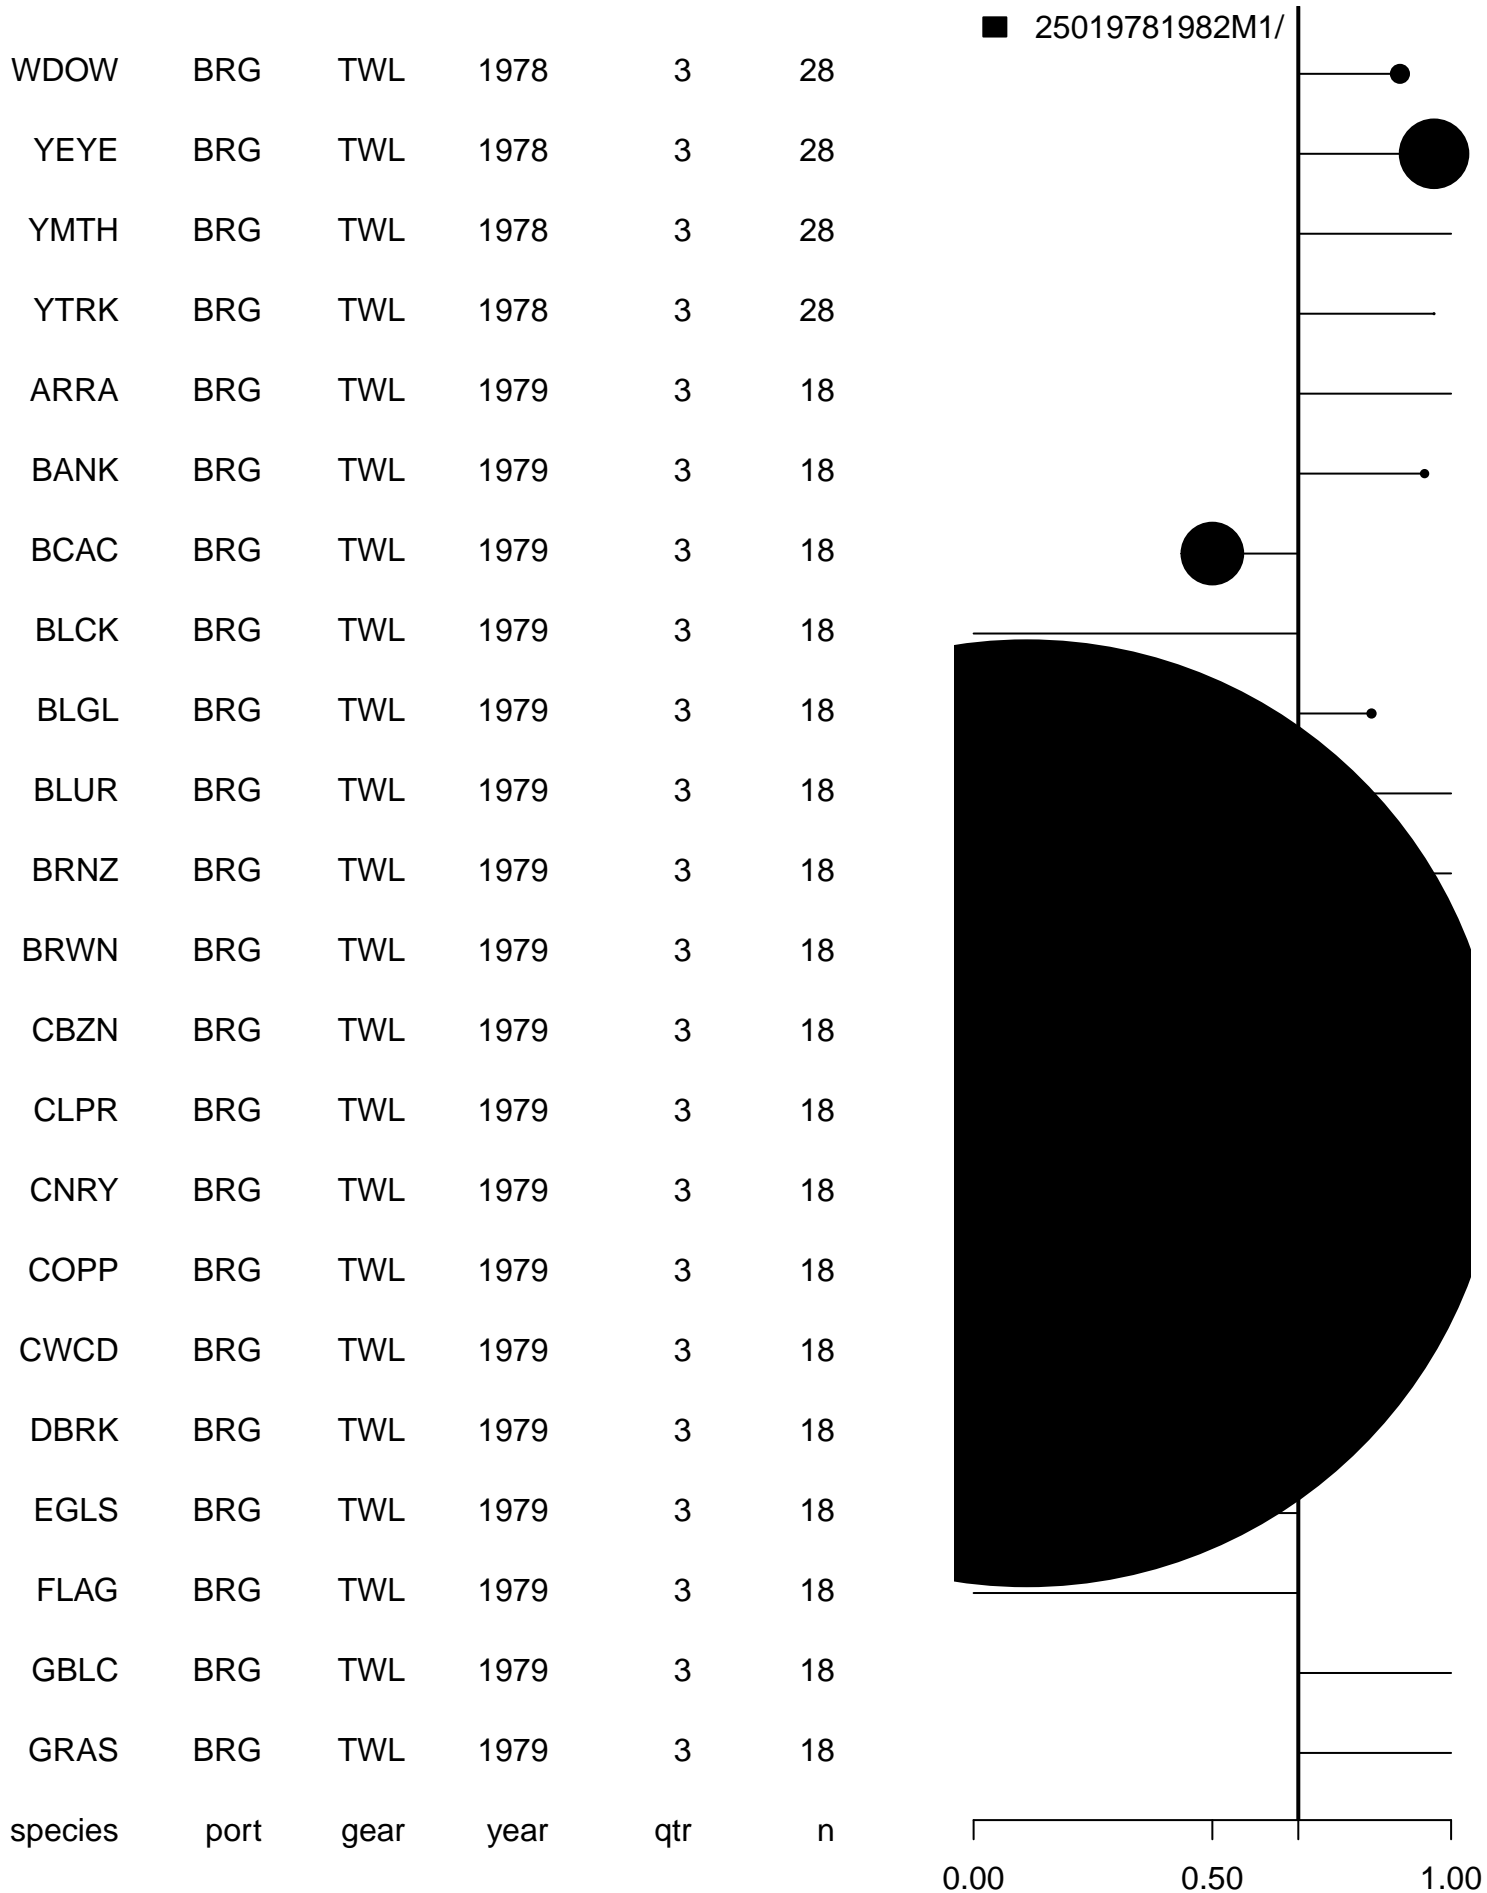 25019781982M1/
WDOW BRG TWL 1978 3 28
YEYE BRG TWL 1978 3 28
YMTH BRG TWL 1978 3 28
YTRK BRG TWL 1978 3 28
ARRA BRG TWL 1979 3 18
BANK BRG TWL 1979 3 18
BCAC BRG TWL 1979 3 18
BLCK BRG TWL 1979 3 18
BLGL BRG TWL 1979 3 18
BLUR BRG TWL 1979 3 18
BRNZ BRG TWL 1979 3 18
BRWN BRG TWL 1979 3 18
CBZN BRG TWL 1979 3 18
CLPR BRG TWL 1979 3 18
CNRY BRG TWL 1979 3 18
COPP BRG TWL 1979 3 18
CWCD BRG TWL 1979 3 18
DBRK BRG TWL 1979 3 18
EGLS BRG TWL 1979 3 18
FLAG BRG TWL 1979 3 18
GBLC BRG TWL 1979 3 18
GRAS BRG TWL 1979 3 18
species port gear year qtr n
0.00 0.50 1.00